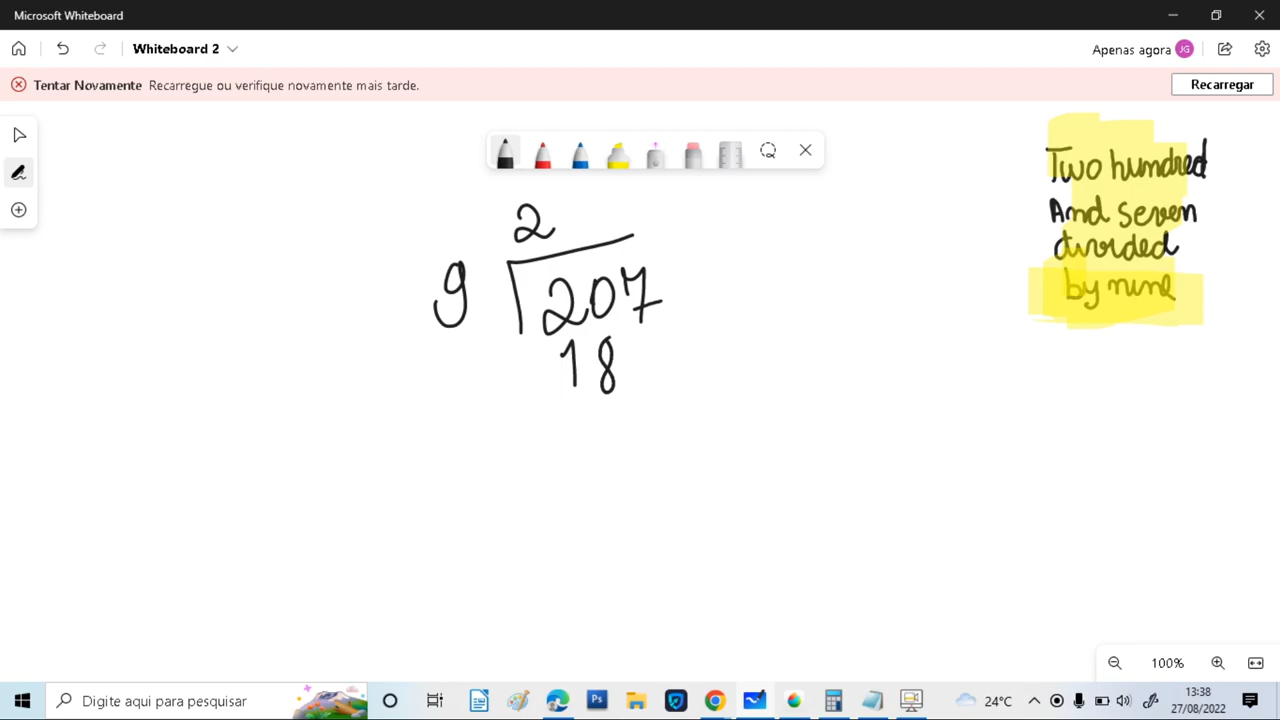 Microsoft Whiteboard
Whiteboard 2
Apenas agora JG
Tentar Novamente Recarregue ou verifique novamente mais tarde.
Recarregar
Two hundred
And seven
divided
by nine
2
9 207
18
100%
Digite aqui para pesquisar
Ps
24°C
13:38
27/08/2022